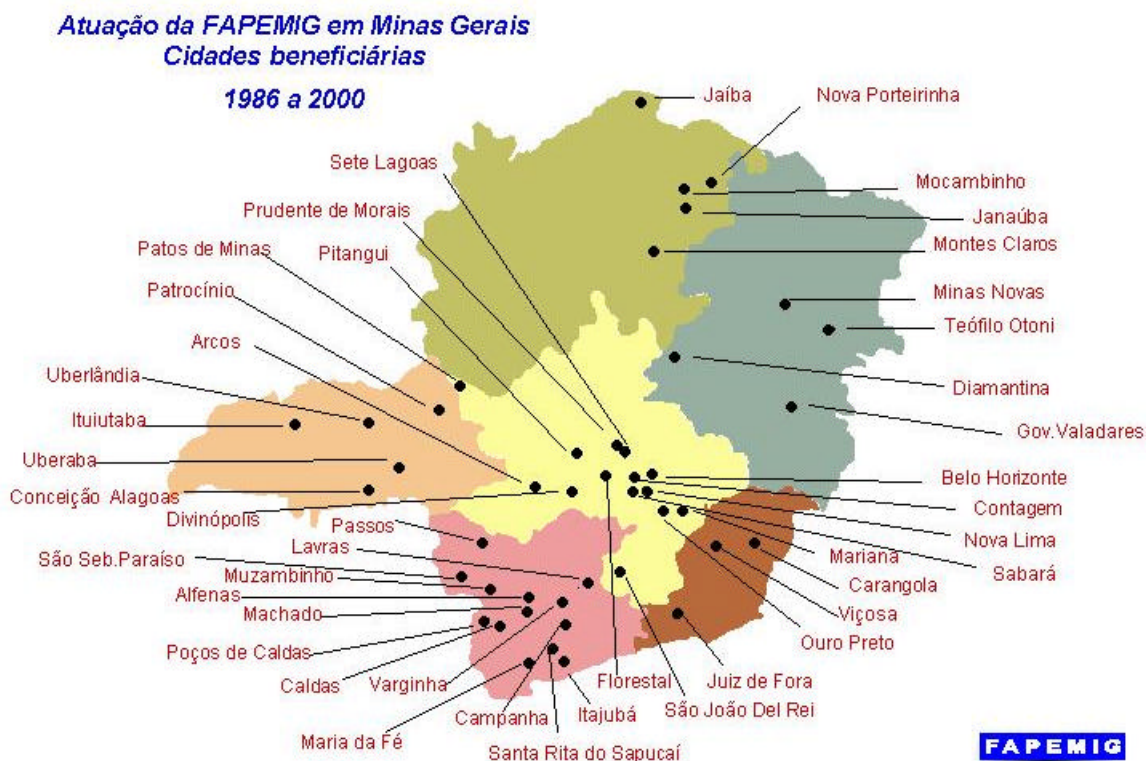 Atuação da FAPEMIG em Minas Gerais
Cidades beneficiárias
1986 a 2000
Jaíba
Nova Porteirinha
Sete Lagoas
Mocambinho
Prudente de Morais
Janaúba
Patos de Minas
Pitangui
Montes Claros
Patrocínio
Minas Novas
Teófilo Otoni
Arcos
Uberlândia
Diamantina
Ituiutaba
Gov.Valadares
Uberaba
Belo Horizonte
Conceição Alagoas
Contagem
Divinópolis
Passos
Nova Lima
Lavras
Mariana
São Seb.Paraíso
Sabará
Muzambinho
Carangola
Alfenas
Machado
Viçosa
Ouro Preto
Poços de Caldas
Caldas
Varginha
Florestal
Juiz de Fora
Campanha
Itajubá
São João Del Rei
Maria da Fé
Santa Rita do Sapucaí
FAPEMIG